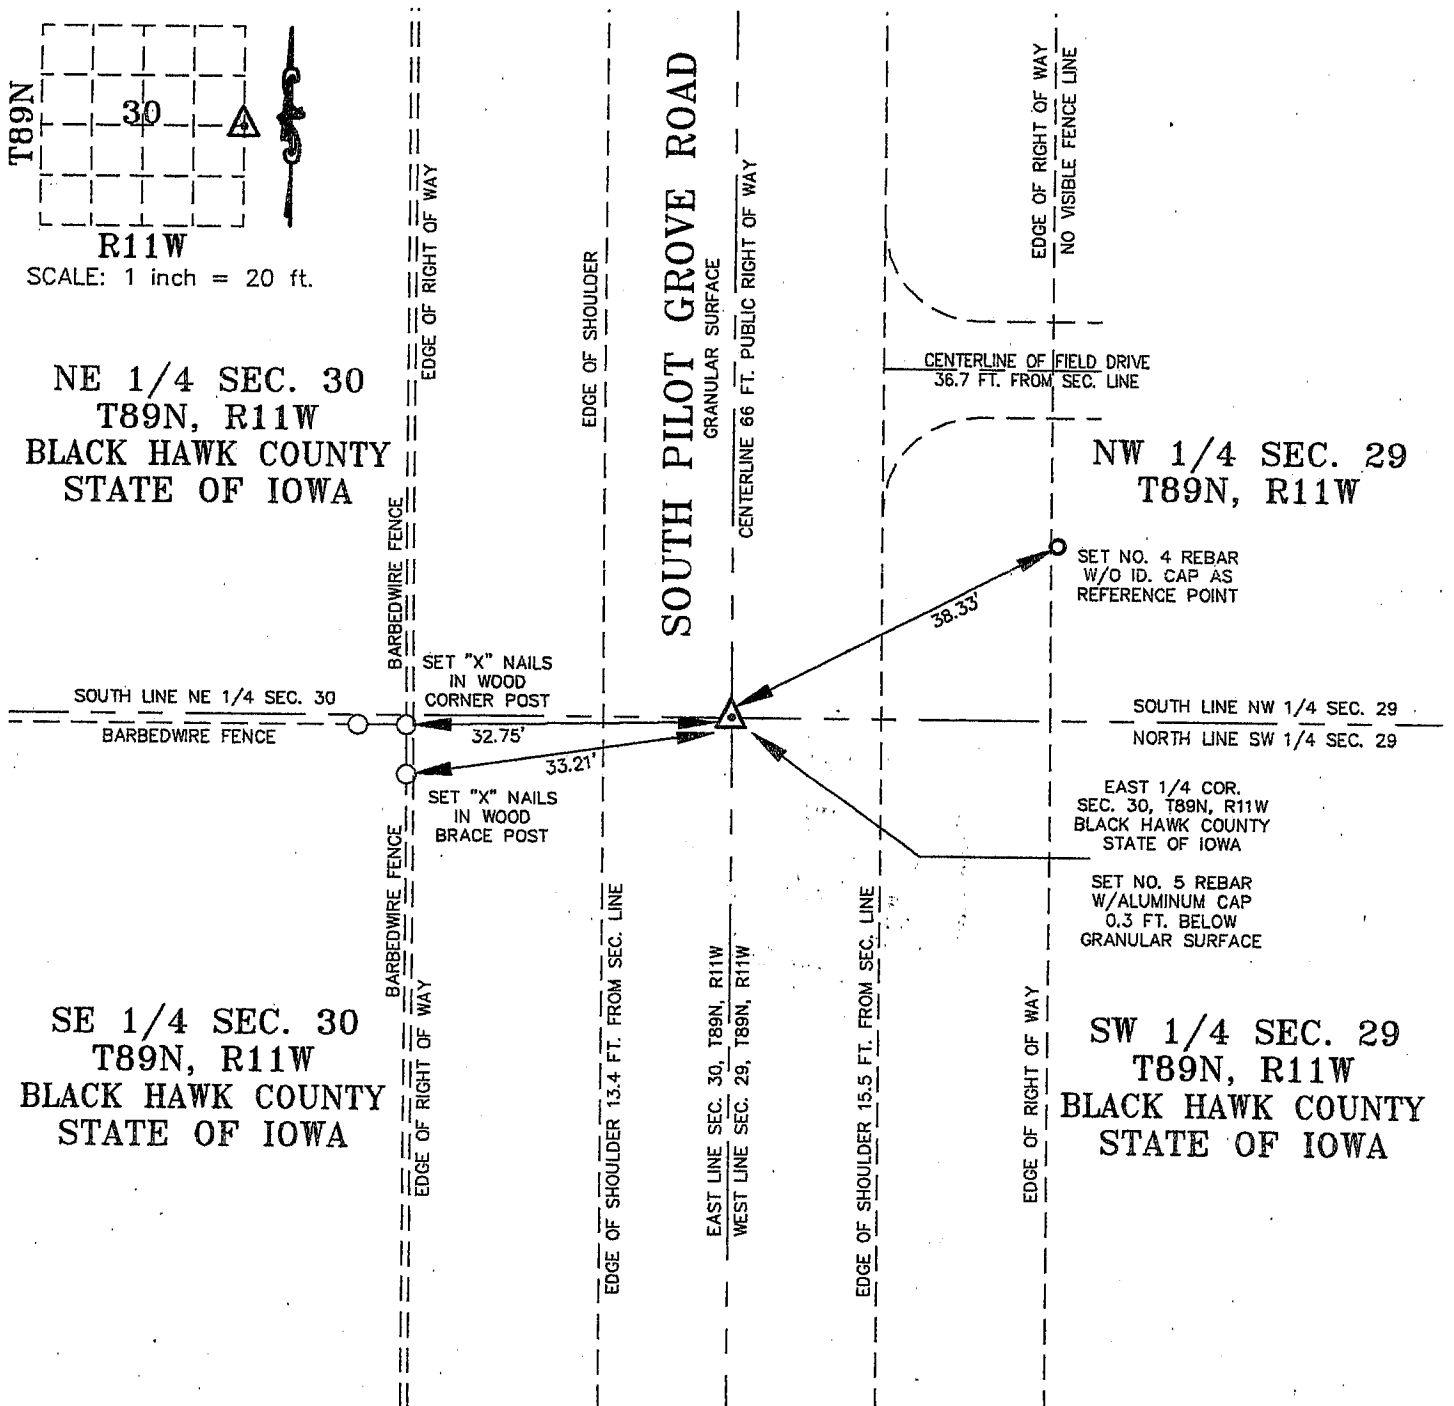 T89N
30
R11W
SCALE: 1 inch = 20 ft.
NE 1/4 SEC. 30
T89N, R11W
BLACK HAWK COUNTY
STATE OF IOWA
EDGE OF RIGHT OF WAY
BARBEDWIRE FENCE
EDGE OF SHOULDER
SOUTH PILOT GROVE ROAD
GRANULAR SURFACE
CENTERLINE 66 FT. PUBLIC RIGHT OF WAY
EDGE OF RIGHT OF WAY
NO VISIBLE FENCE LINE
CENTERLINE OF FIELD DRIVE
36.7 FT. FROM SEC. LINE
NW 1/4 SEC. 29
T89N, R11W
SET NO. 4 REBAR
W/O ID. CAP AS
REFERENCE POINT
38.33'
SET "X" NAILS
IN WOOD
CORNER POST
SOUTH LINE NE 1/4 SEC. 30
BARBEDWIRE FENCE
32.75'
33.21'
SOUTH LINE NW 1/4 SEC. 29
NORTH LINE SW 1/4 SEC. 29
SET "X" NAILS
IN WOOD
BRACE POST
EAST 1/4 COR.
SEC. 30, T89N, R11W
BLACK HAWK COUNTY
STATE OF IOWA
SET NO. 5 REBAR
W/ALUMINUM CAP
0.3 FT. BELOW
GRANULAR SURFACE
BARBEDWIRE FENCE
EDGE OF RIGHT OF WAY
SE 1/4 SEC. 30
T89N, R11W
BLACK HAWK COUNTY
STATE OF IOWA
EDGE OF SHOULDER 13.4 FT. FROM SEC. LINE
EAST LINE SEC. 30, T89N, R11W
WEST LINE SEC. 29, T89N, R11W
EDGE OF SHOULDER 15.5 FT. FROM SEC. LINE
EDGE OF RIGHT OF WAY
SW 1/4 SEC. 29
T89N, R11W
BLACK HAWK COUNTY
STATE OF IOWA